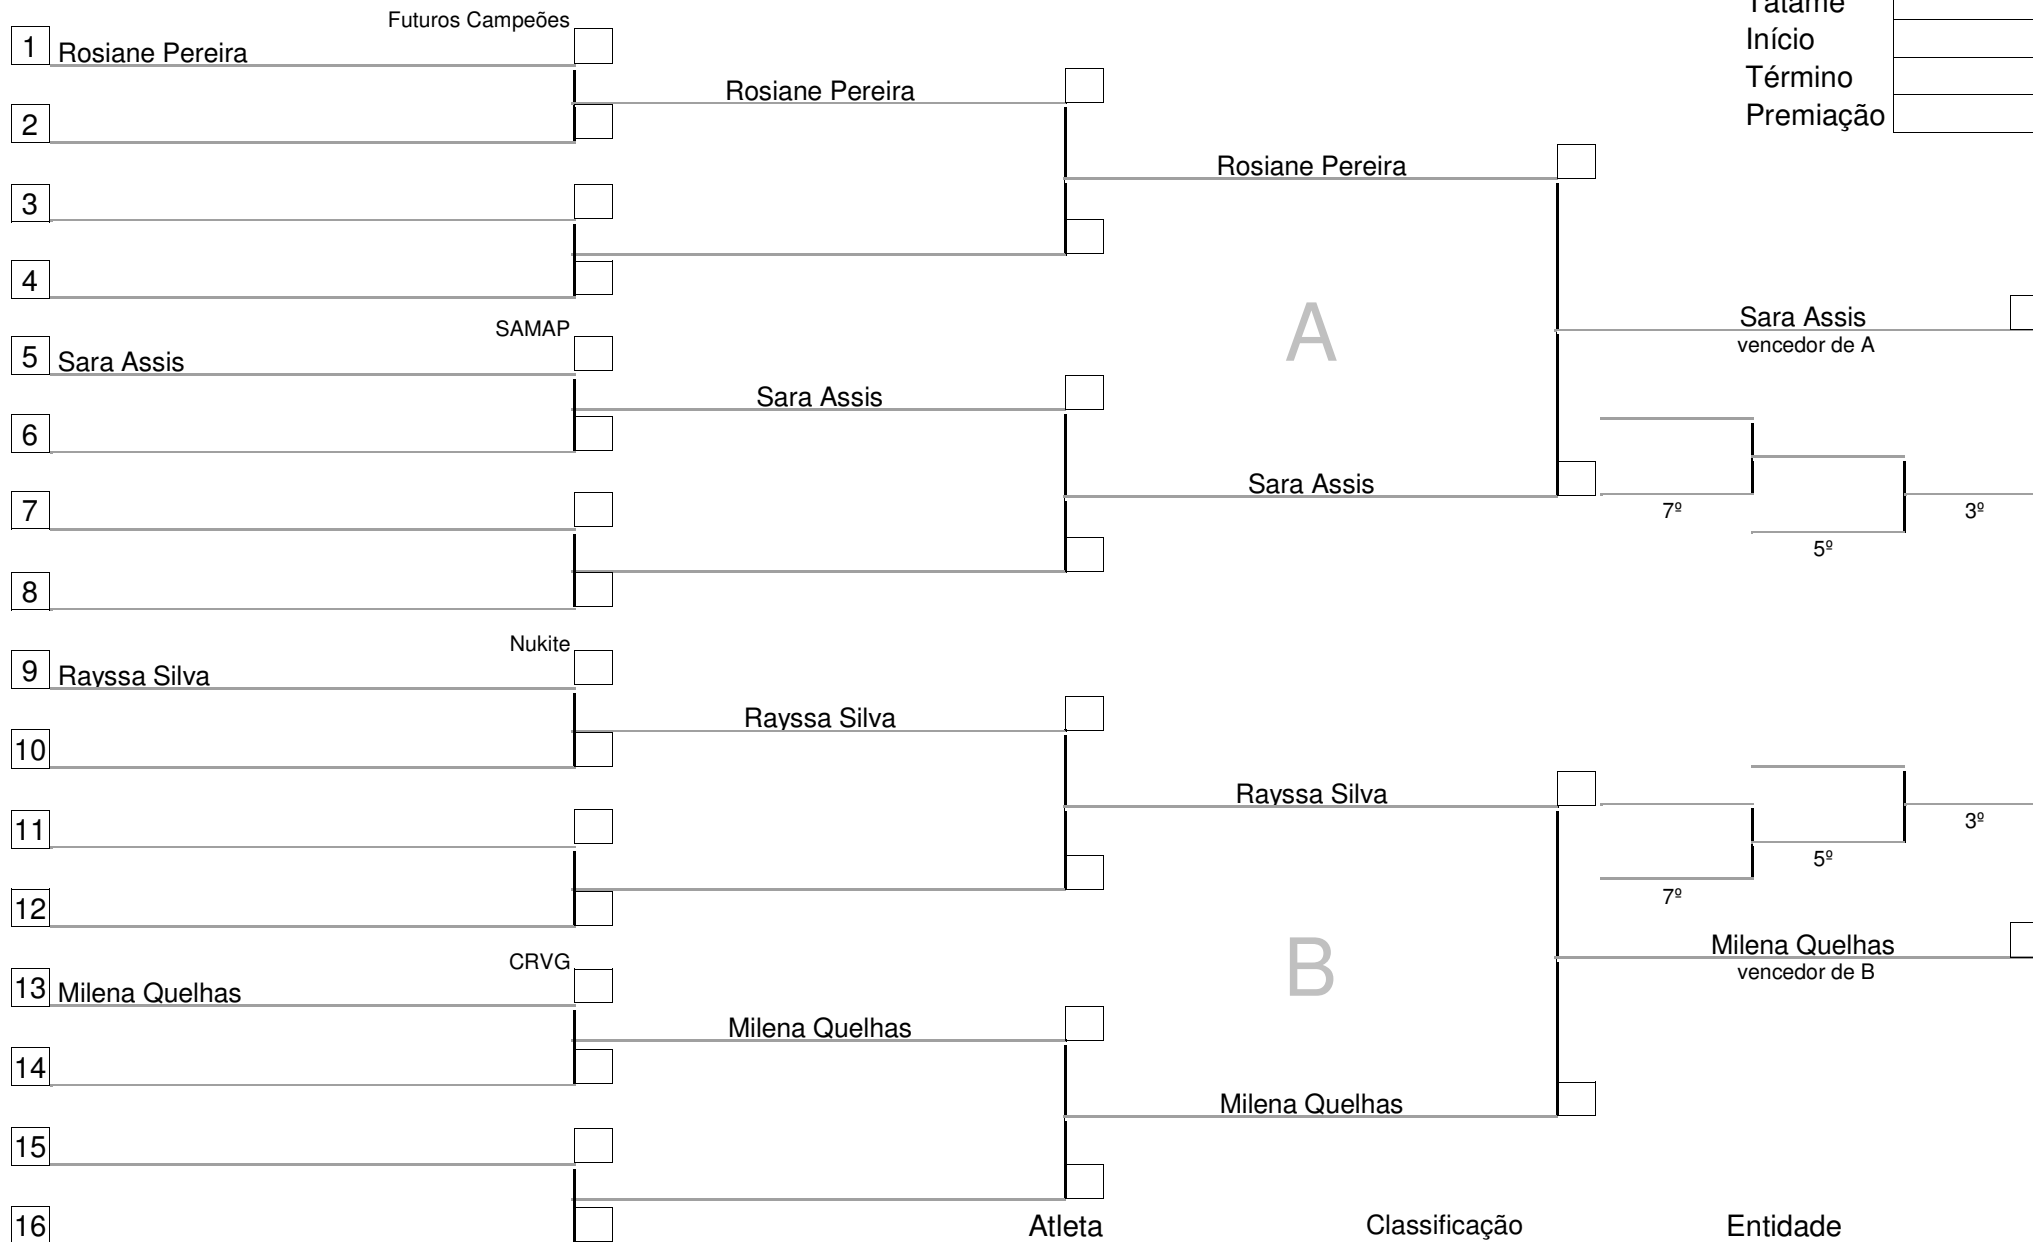 Tatame
Futuros Campeões
Início
1 Rosiane Pereira
Término
Rosiane Pereira
Premiação
2
Rosiane Pereira
3
4
Sara Assis
SAMAP
A
vencedor de A
5 Sara Assis
Sara Assis
6
Sara Assis
7
7º
3º
5º
8
Nukite
9 Rayssa Silva
Rayssa Silva
10
Rayssa Silva
11
3º
5º
7º
12
Milena Quelhas
CRVG
B
vencedor de B
13 Milena Quelhas
Milena Quelhas
14
Milena Quelhas
15
16
Atleta Classificação Entidade